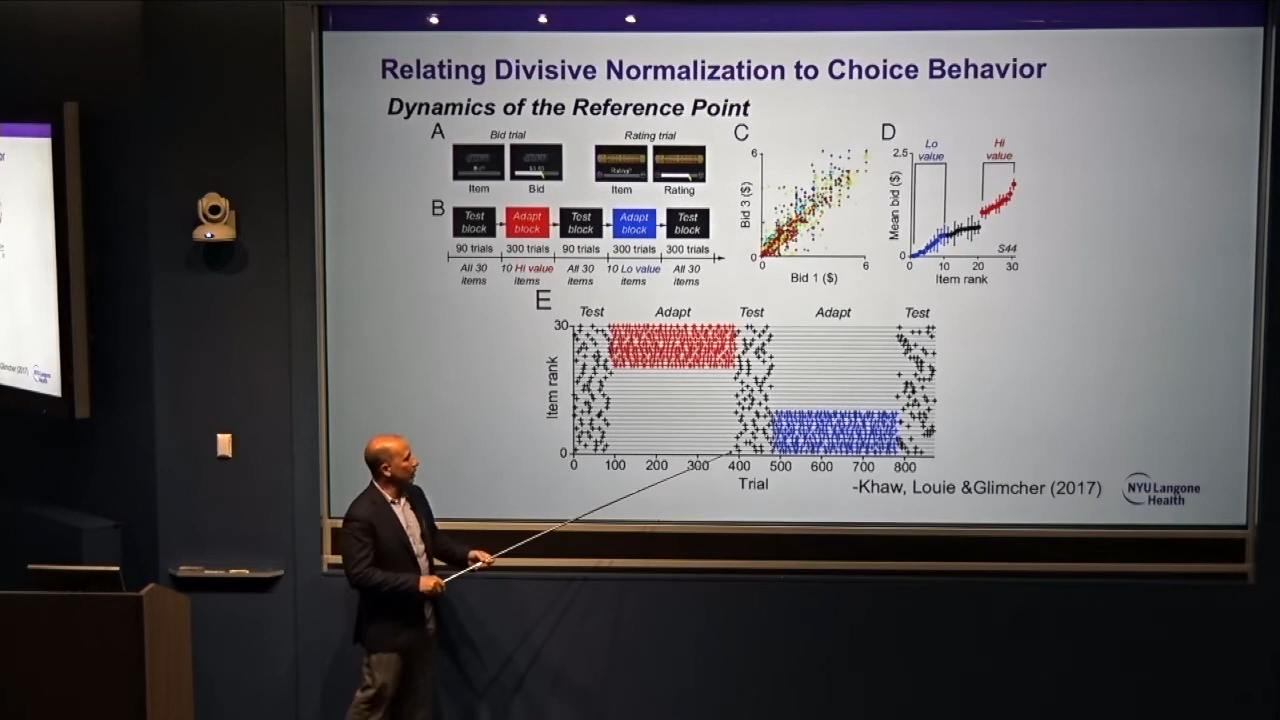 Relating Divisive Normalization to Choice Behavior
Dynamics of the Reference Point
A
Bid trial
Rating trial
Item
Bid
Item
Rating
B
Test block
Adapt block
Test block
Adapt block
Test block
90 trials
300 trials
90 trials
300 trials
300 trials
All 30 items
10 Hi value items
All 30 items
10 Lo value items
All 30 items
C
6
Bid 3 ($)
0
0
6
Bid 1 ($)
D
Lo value
Hi value
2.5
Mean bid ($)
0
S44
0 10 20 30
Item rank
E
Test Adapt Test Adapt Test
30
Item rank
0
0 100 200 300 400 500 600 700 800
Trial
-Khaw, Louie &Glimcher (2017)
NYU Langone
Health
Glimcher (2017)
NYU Langone
Health